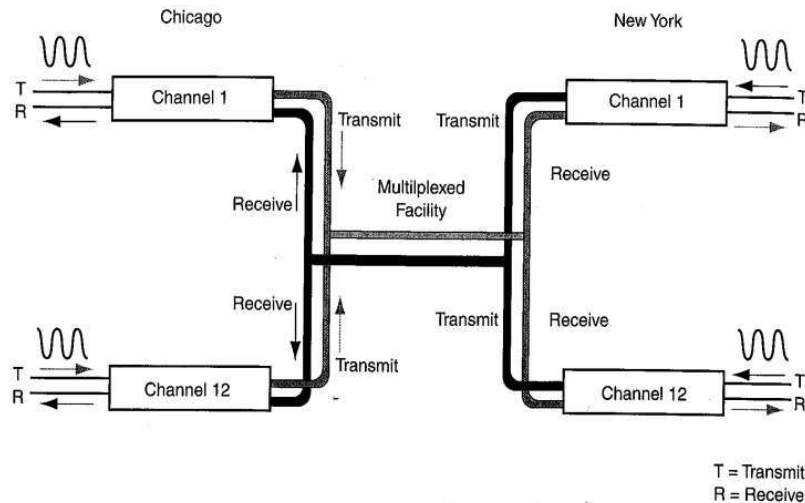 Chicago
New York
T
R
Channel 1
Transmit
Transmit
Channel 1
T
R
Receive
Multilplexed
Facility
Receive
Receive
Transmit
Transmit
Receive
T
R
Channel 12
Channel 12
T
R
T = Transmit
R = Receive